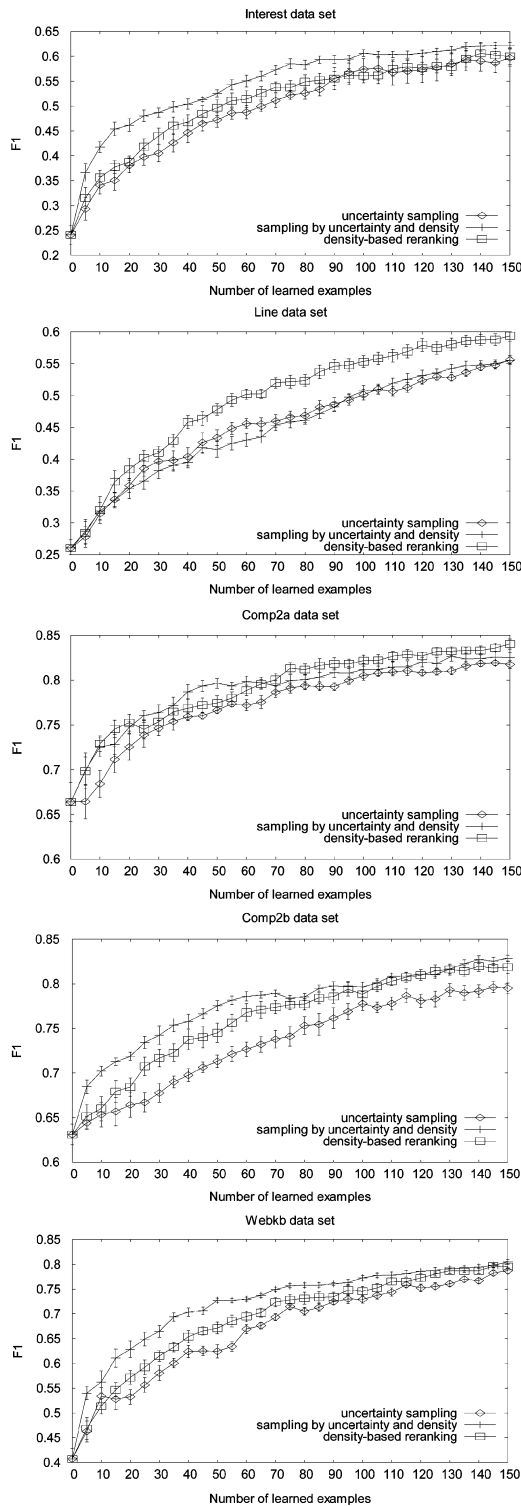 Interest data set
0.65
0.6
0.55
0.5
0.45
0.4
0.35
0.3
0.25
0.2
F1
uncertainty sampling
sampling by uncertainty and density
density-based reranking
0 10 20 30 40 50 60 70 80 90 100 110 120 130 140 150
Number of learned examples
Line data set
0.6
0.55
0.5
0.45
0.4
0.35
0.3
0.25
F1
uncertainty sampling
sampling by uncertainty and density
density-based reranking
0 10 20 30 40 50 60 70 80 90 100 110 120 130 140 150
Number of learned examples
Comp2a data set
0.85
0.8
0.75
0.7
0.65
0.6
F1
uncertainty sampling
sampling by uncertainty and density
density-based reranking
0 10 20 30 40 50 60 70 80 90 100 110 120 130 140 150
Number of learned examples
Comp2b data set
0.85
0.8
0.75
0.7
0.65
0.6
F1
uncertainty sampling
sampling by uncertainty and density
density-based reranking
0 10 20 30 40 50 60 70 80 90 100 110 120 130 140 150
Number of learned examples
Webkb data set
0.85
0.8
0.75
0.7
0.65
0.6
0.55
0.5
0.45
0.4
F1
uncertainty sampling
sampling by uncertainty and density
density-based reranking
0 10 20 30 40 50 60 70 80 90 100 110 120 130 140 150
Number of learned examples